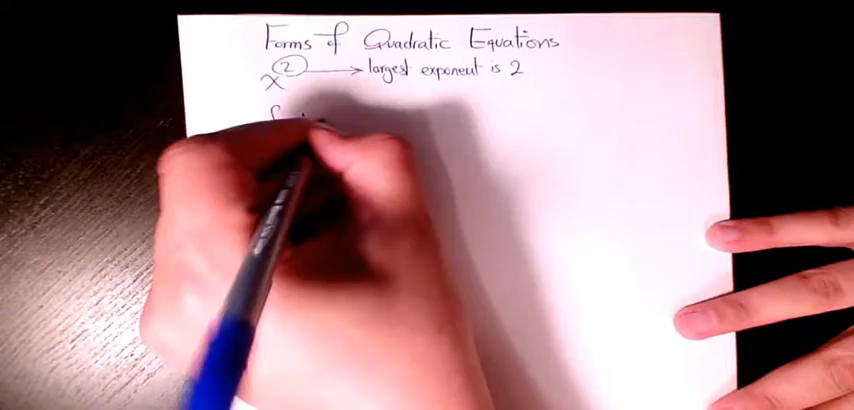 Forms of Quadratic Equations
x² → largest exponent is 2